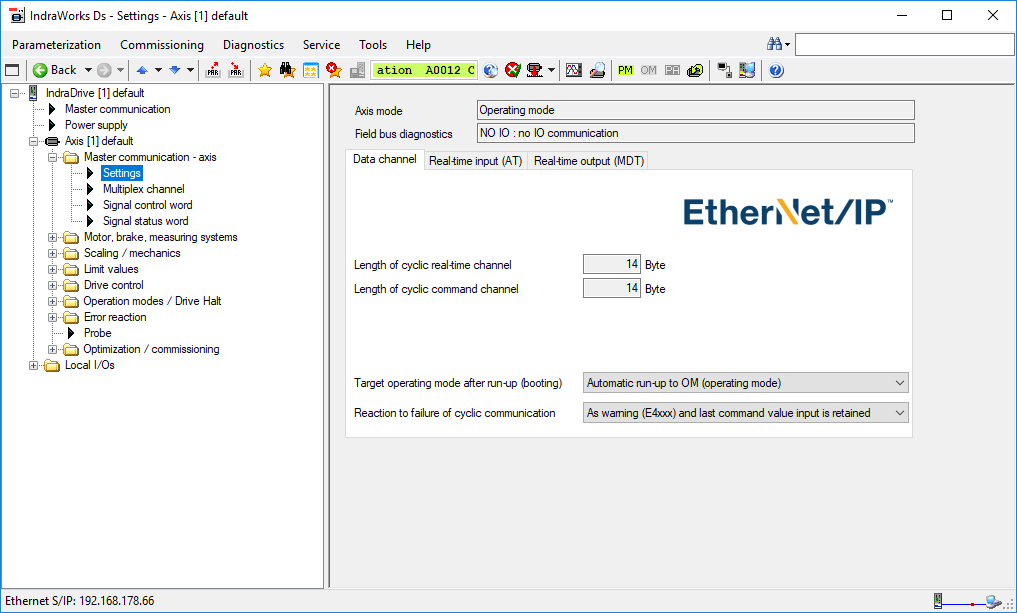 IndraWorks Ds - Settings - Axis [1] default
Parameterization Commissioning Diagnostics Service Tools Help
Back PAR PAR ation A0012 C PM OM
IndraDrive [1] default
Master communication
Power supply
Axis [1] default
Master communication - axis
Settings
Multiplex channel
Signal control word
Signal status word
Motor, brake, measuring systems
Scaling / mechanics
Limit values
Drive control
Operation modes / Drive Halt
Error reaction
Probe
Optimization / commissioning
Local I/Os
Axis mode Operating mode
Field bus diagnostics NO IO : no IO communication
Data channel Real-time input (AT) Real-time output (MDT)
EtherNet/IP™
Length of cyclic real-time channel 14 Byte
Length of cyclic command channel 14 Byte
Target operating mode after run-up (booting) Automatic run-up to OM (operating mode)
Reaction to failure of cyclic communication As warning (E4xxx) and last command value input is retained
Ethernet S/IP: 192.168.178.66